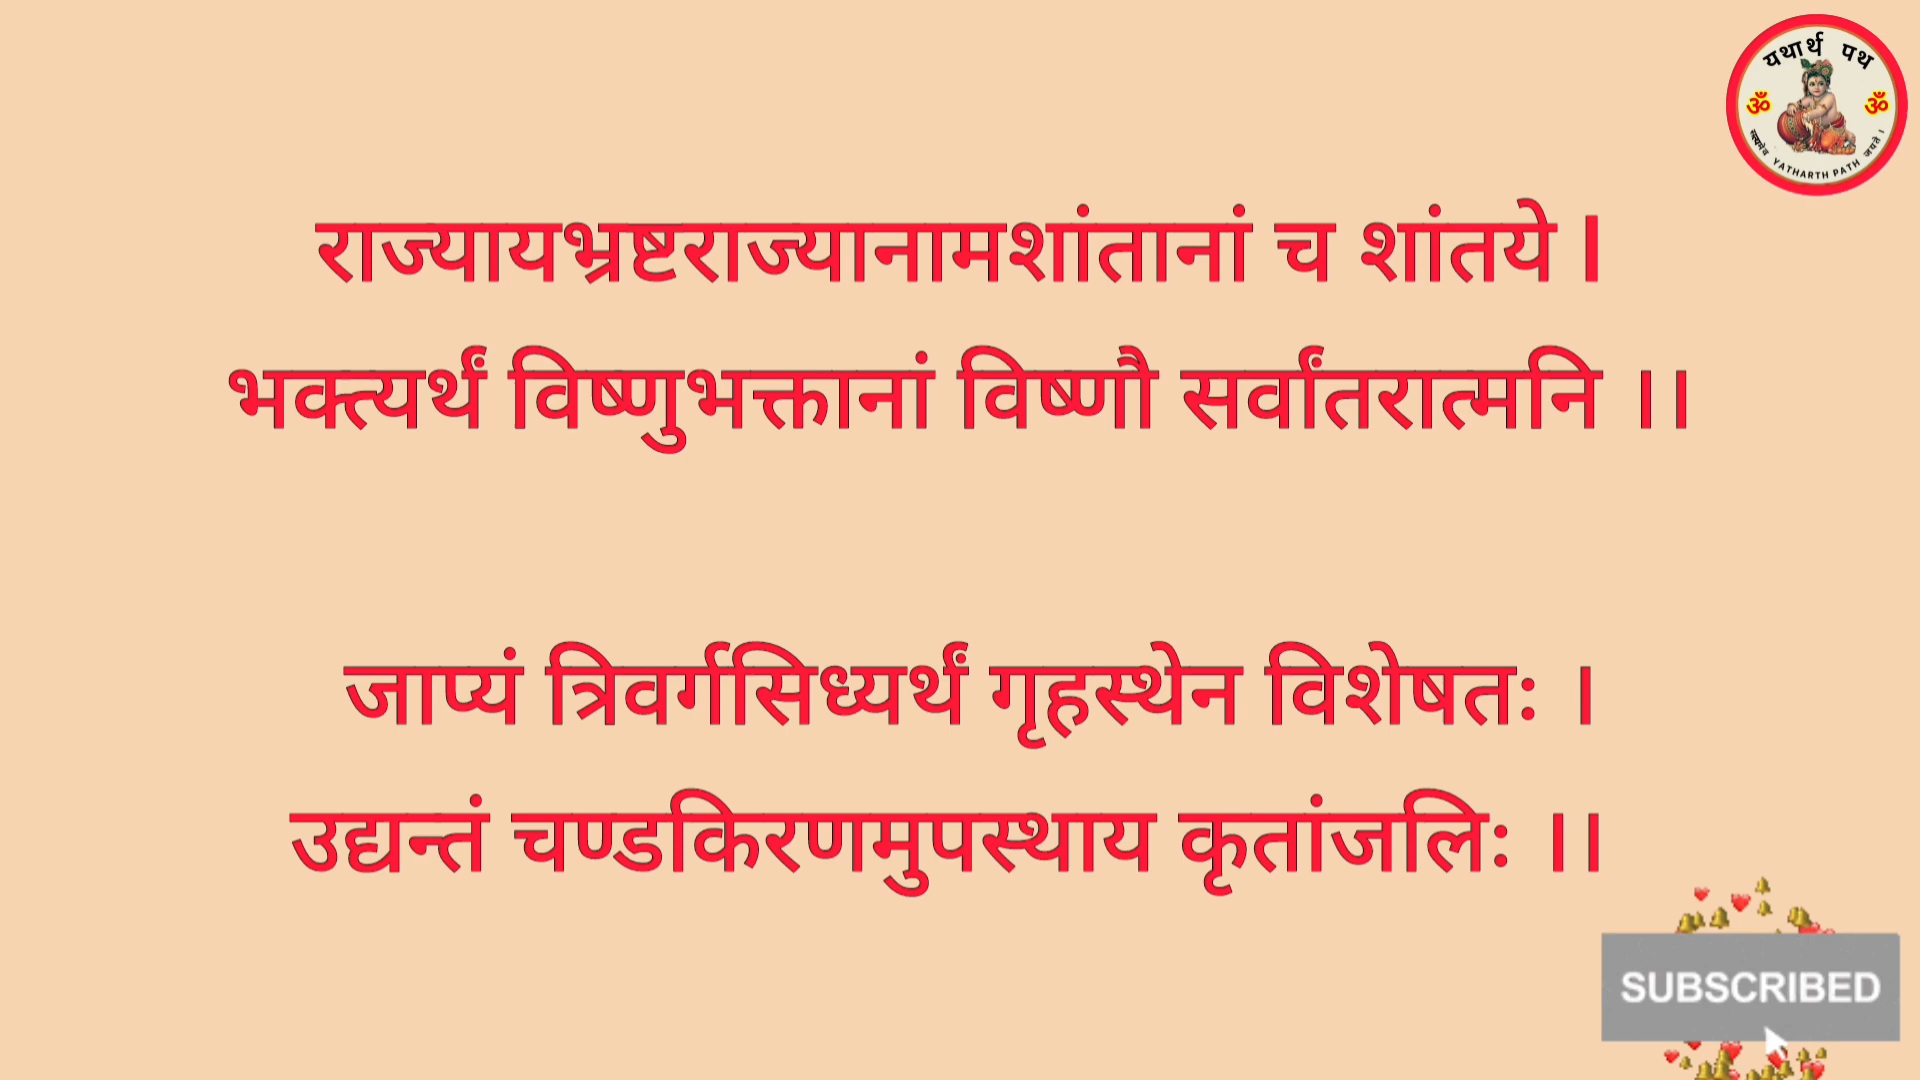 यथार्थ पथ
ॐ ॐ
YATHARTH PATH
राज्यायभ्रष्टराज्यानामशांतानां च शांतये ।
भक्त्यर्थं विष्णुभक्तानां विष्णौ सर्वांतरात्मनि ।।
जाप्यं त्रिवर्गसिध्यर्थं गृहस्थेन विशेषतः ।
उद्यन्तं चण्डकिरणमुपस्थाय कृतांजलिः ।।
SUBSCRIBED